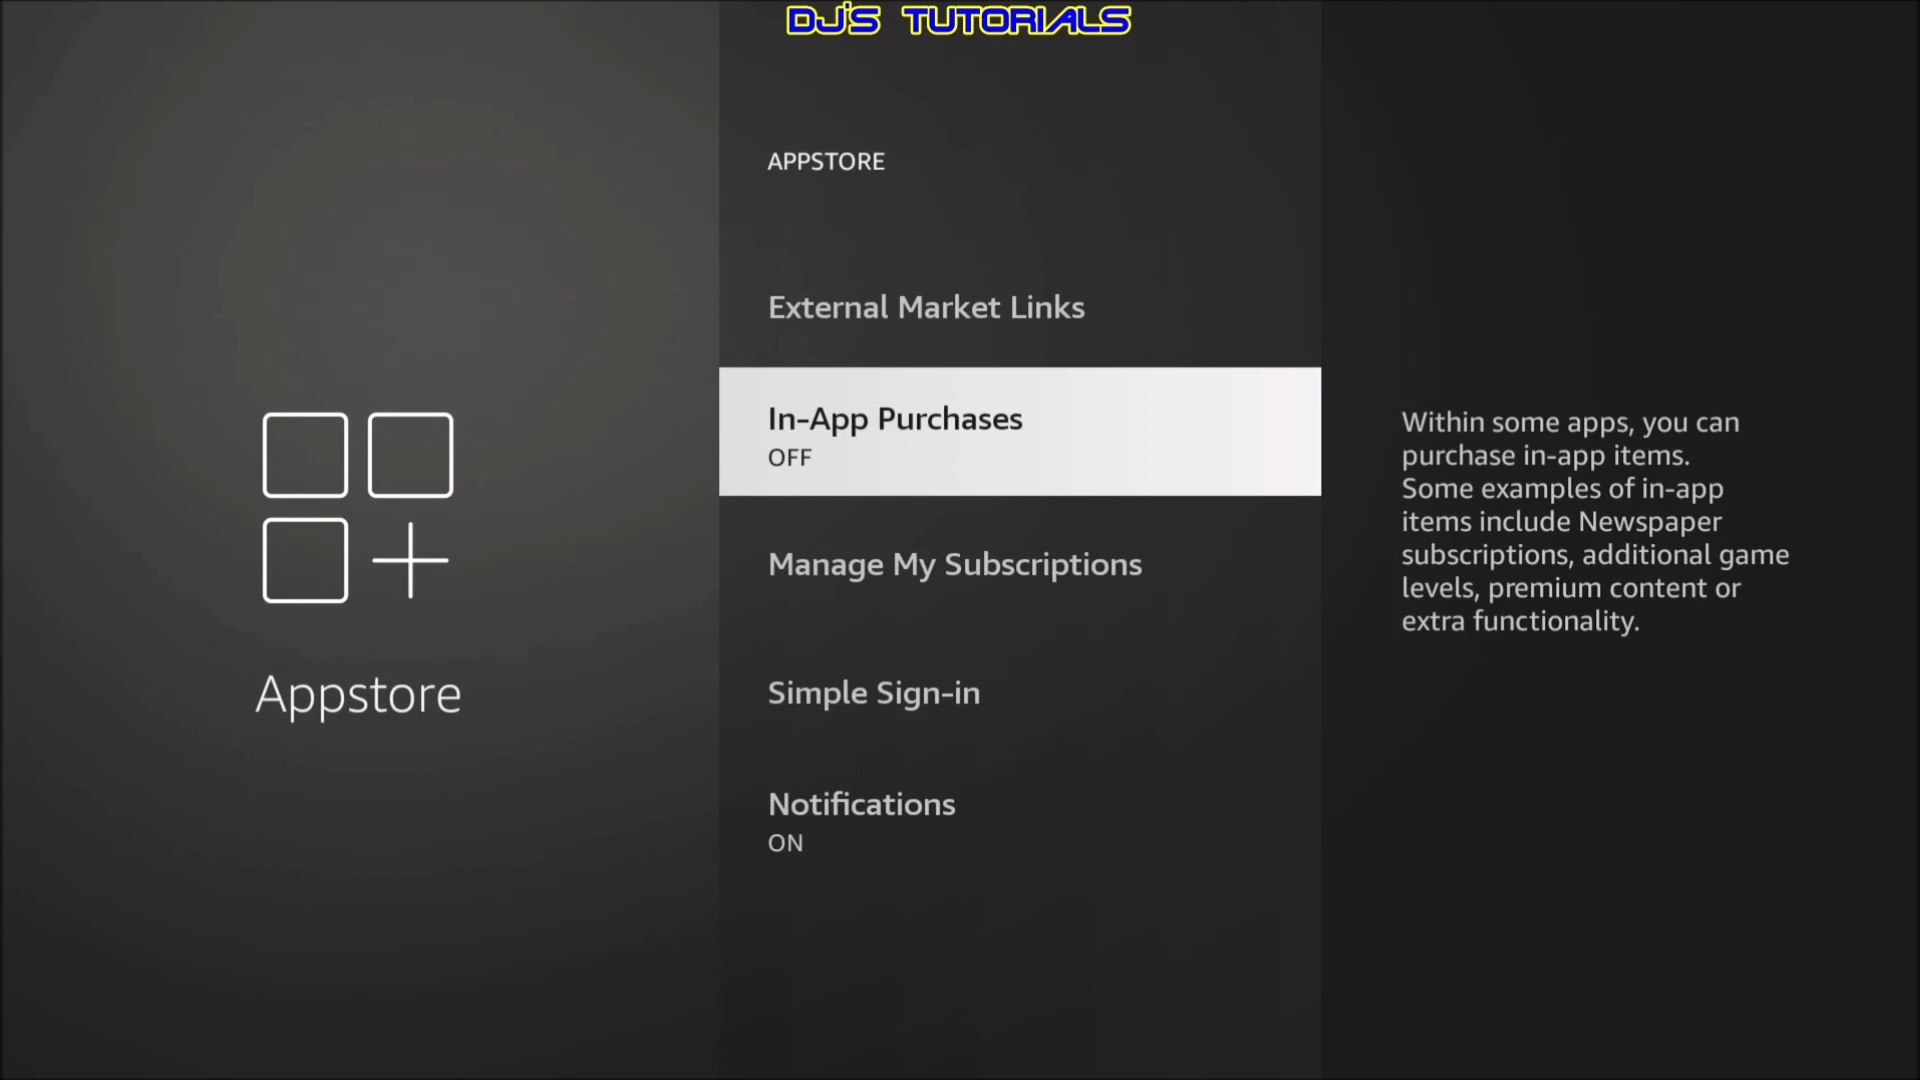 DJ'S TUTORIALS
APPSTORE
External Market Links
In-App Purchases
OFF
Manage My Subscriptions
Simple Sign-in
Notifications
ON
Appstore
Within some apps, you can
purchase in-app items.
Some examples of in-app
items include Newspaper
subscriptions, additional game
levels, premium content or
extra functionality.